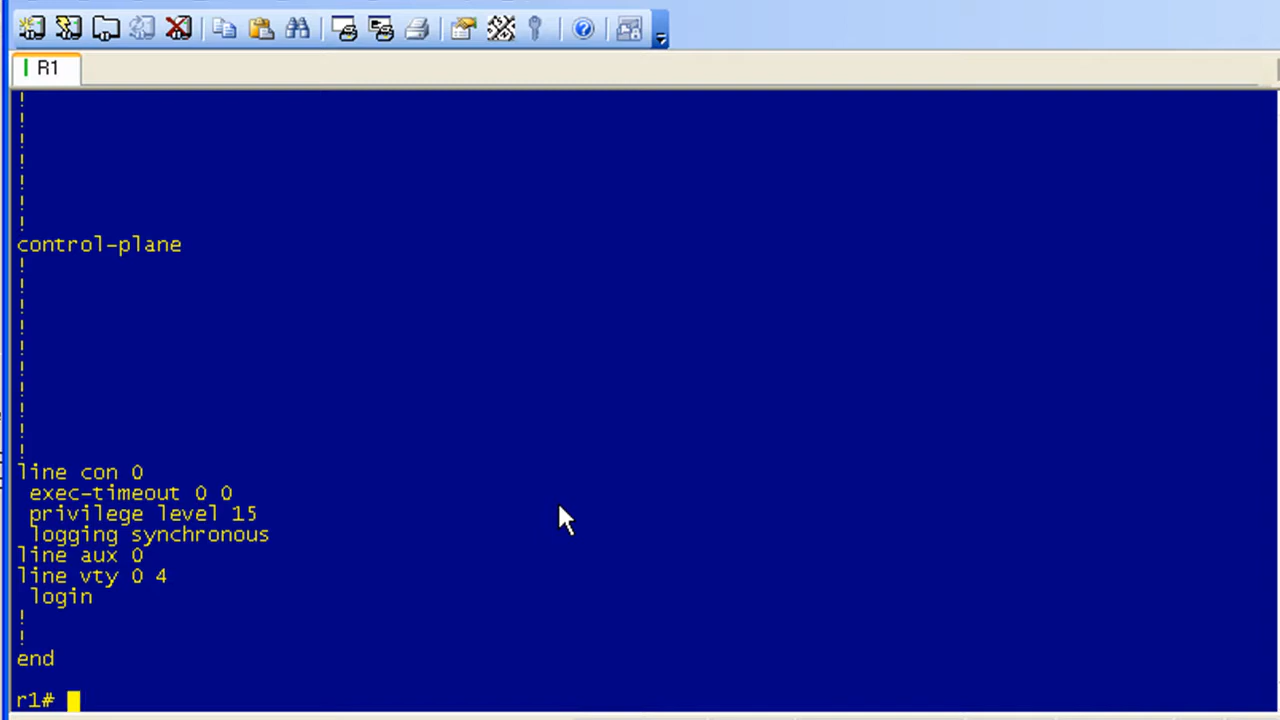 R1
!
!
!
!
!
!
!
control-plane
!
!
!
!
!
!
!
!
!
!
line con 0
exec-timeout 0 0
privilege level 15
logging synchronous
line aux 0
line vty 0 4
login
!
!
end
r1#